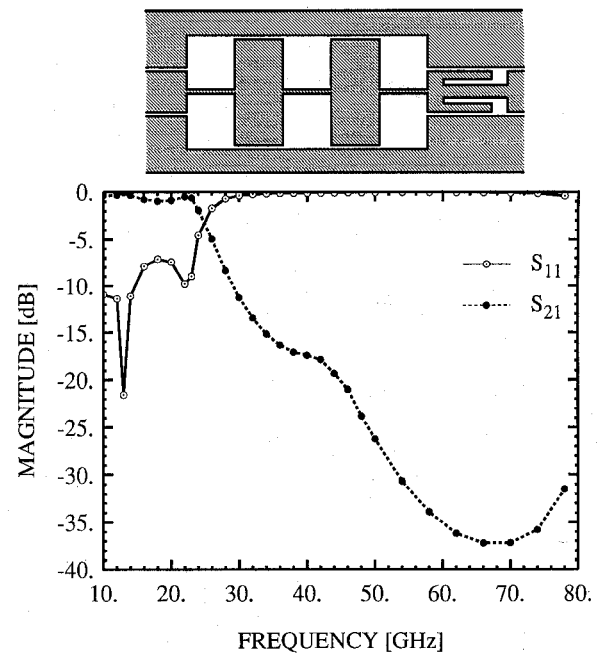 0.
-5.
-10.
-15.
-20.
-25.
-30.
-35.
-40.
MAGNITUDE [dB]
S11
S21
10. 20. 30. 40. 50. 60. 70. 80.
FREQUENCY [GHz]